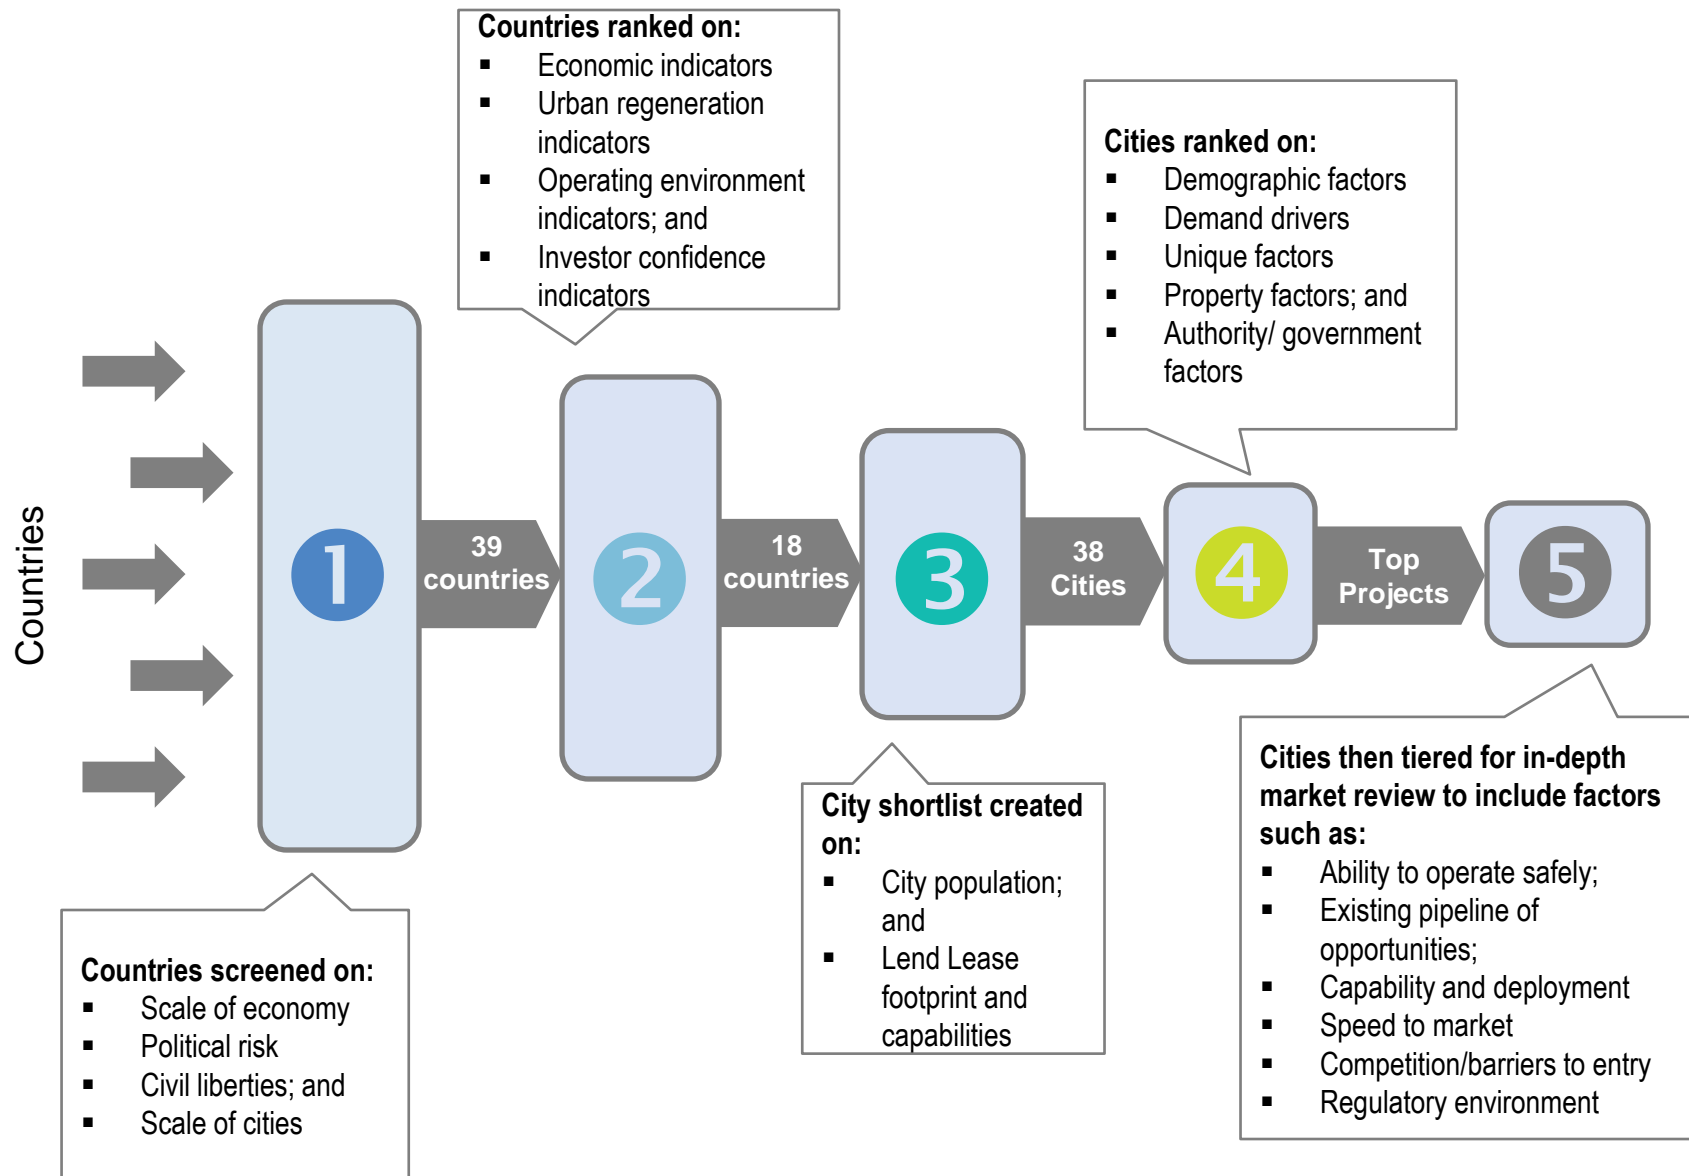 Countries ranked on:
▪ Economic indicators
▪ Urban regeneration
indicators
▪ Operating environment
indicators; and
▪ Investor confidence
indicators
Cities ranked on:
▪ Demographic factors
▪ Demand drivers
▪ Unique factors
▪ Property factors; and
▪ Authority/ government
factors
Countries
1
39
countries
2
18
countries
3
38
Cities
4
Top
Projects
5
Countries screened on:
▪ Scale of economy
▪ Political risk
▪ Civil liberties; and
▪ Scale of cities
City shortlist created
on:
▪ City population;
and
▪ Lend Lease
footprint and
capabilities
Cities then tiered for in-depth
market review to include factors
such as:
▪ Ability to operate safely;
▪ Existing pipeline of
opportunities;
▪ Capability and deployment
▪ Speed to market
▪ Competition/barriers to entry
▪ Regulatory environment